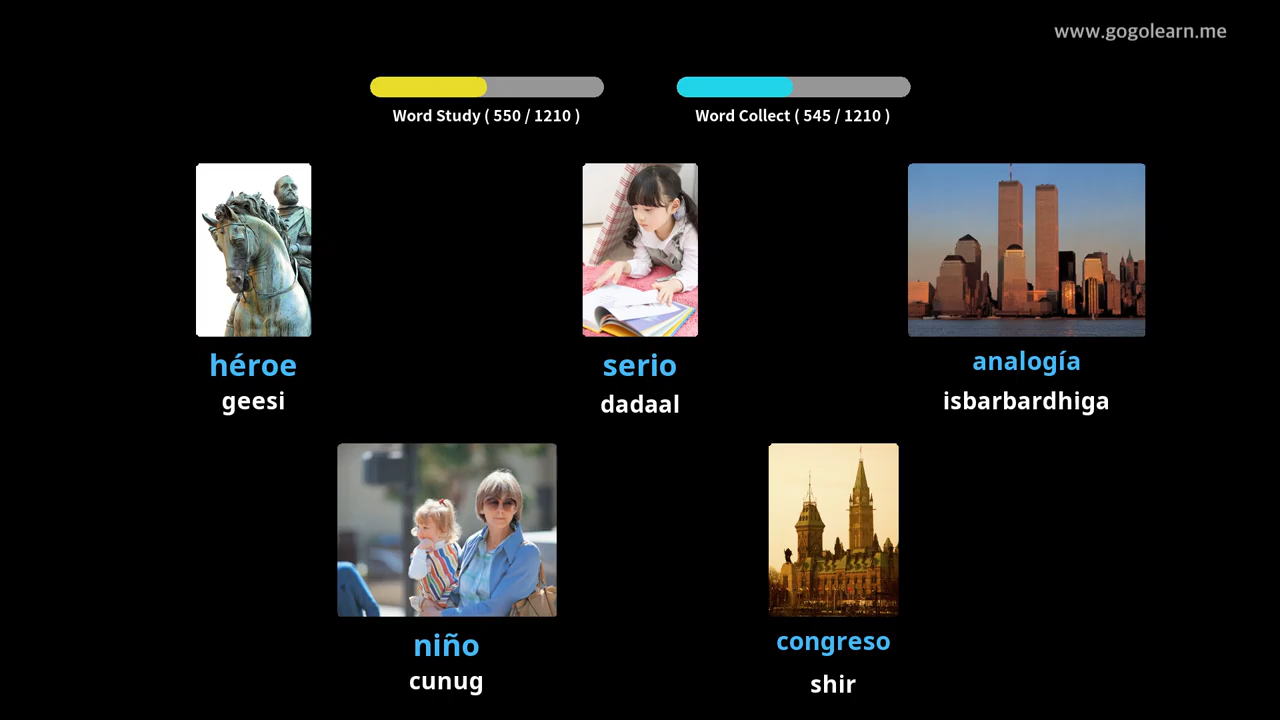 www.gogolearn.me
Word Study ( 550 / 1210 )
Word Collect ( 545 / 1210 )
héroe
geesi
serio
dadaal
analogía
isbarbardhiga
niño
cunug
congreso
shir